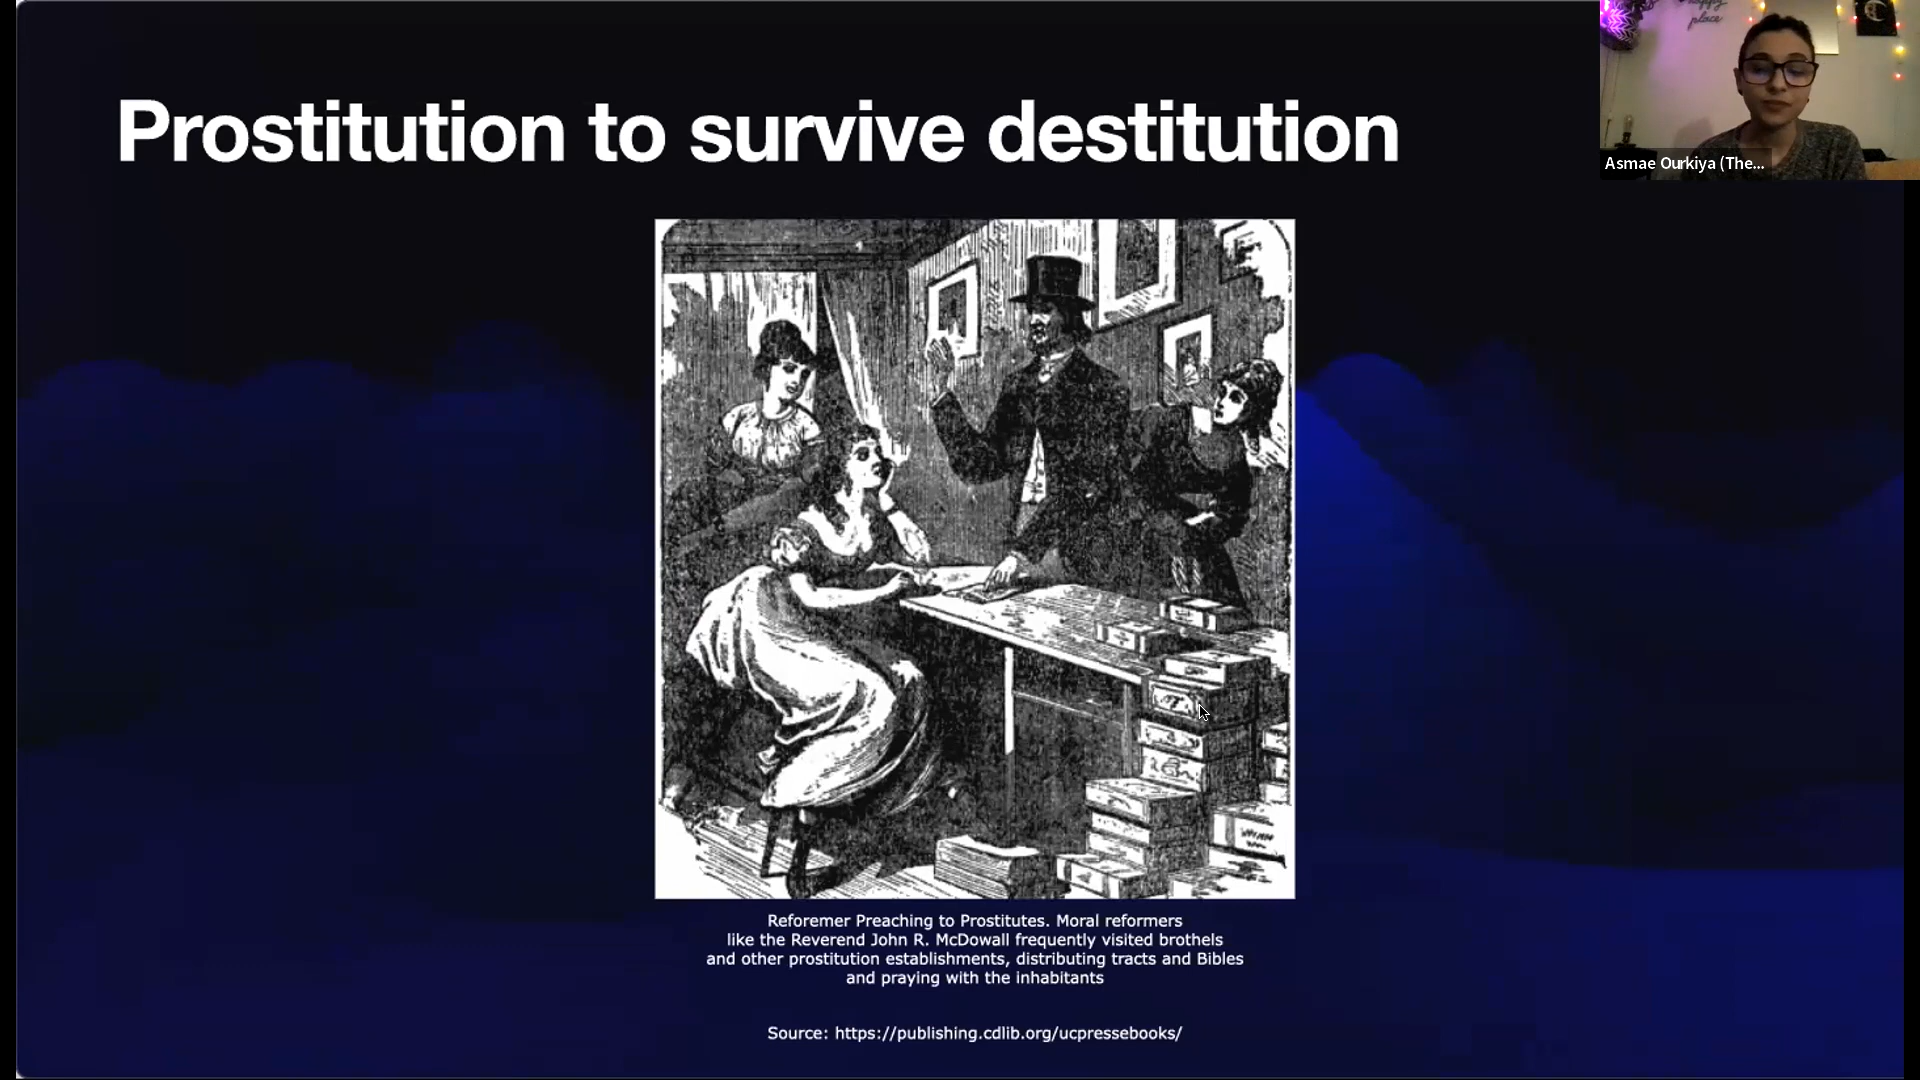 Prostitution to survive destitution
happy
place
Asmae Ourkiya (The...
Reforemer Preaching to Prostitutes. Moral reformers
like the Reverend John R. McDowall frequently visited brothels
and other prostitution establishments, distributing tracts and Bibles
and praying with the inhabitants
Source: https://publishing.cdlib.org/ucpressebooks/